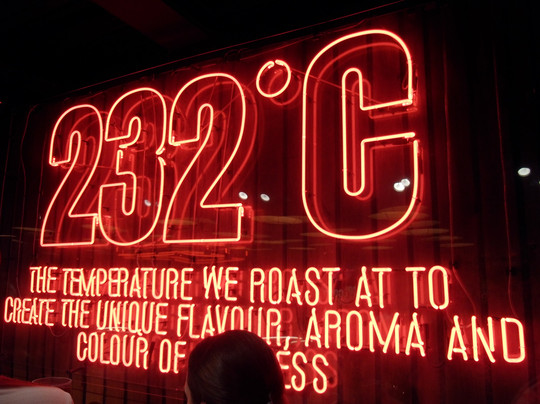 232°C
THE TEMPERATURE WE ROAST AT TO
CREATE THE UNIQUE FLAVOUR, AROMA AND
COLOUR OF